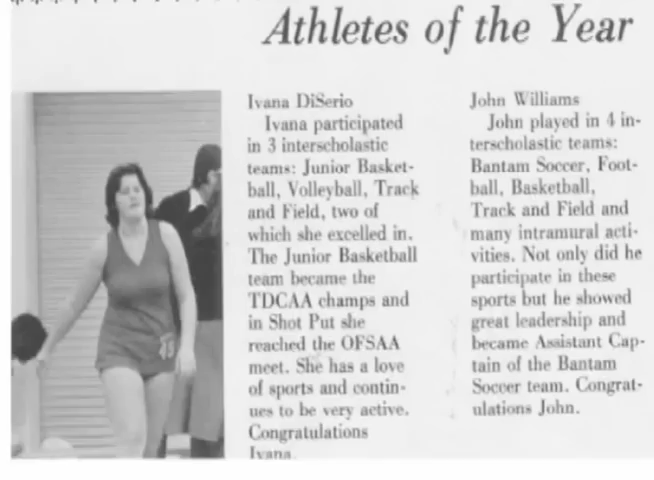 Athletes of the Year
Ivana DiSerio
Ivana participated
in 3 interscholastic
teams: Junior Basket-
ball, Volleyball, Track
and Field, two of
which she excelled in.
The Junior Basketball
team became the
TDCAA champs and
in Shot Put she
reached the OFSAA
meet. She has a love
of sports and contin-
ues to be very active.
Congratulations
Ivana.
John Williams
John played in 4 in-
terscholastic teams:
Bantam Soccer, Foot-
ball, Basketball,
Track and Field and
many intramural acti-
vities. Not only did he
participate in these
sports but he showed
great leadership and
became Assistant Cap-
tain of the Bantam
Soccer team. Congrat-
ulations John.